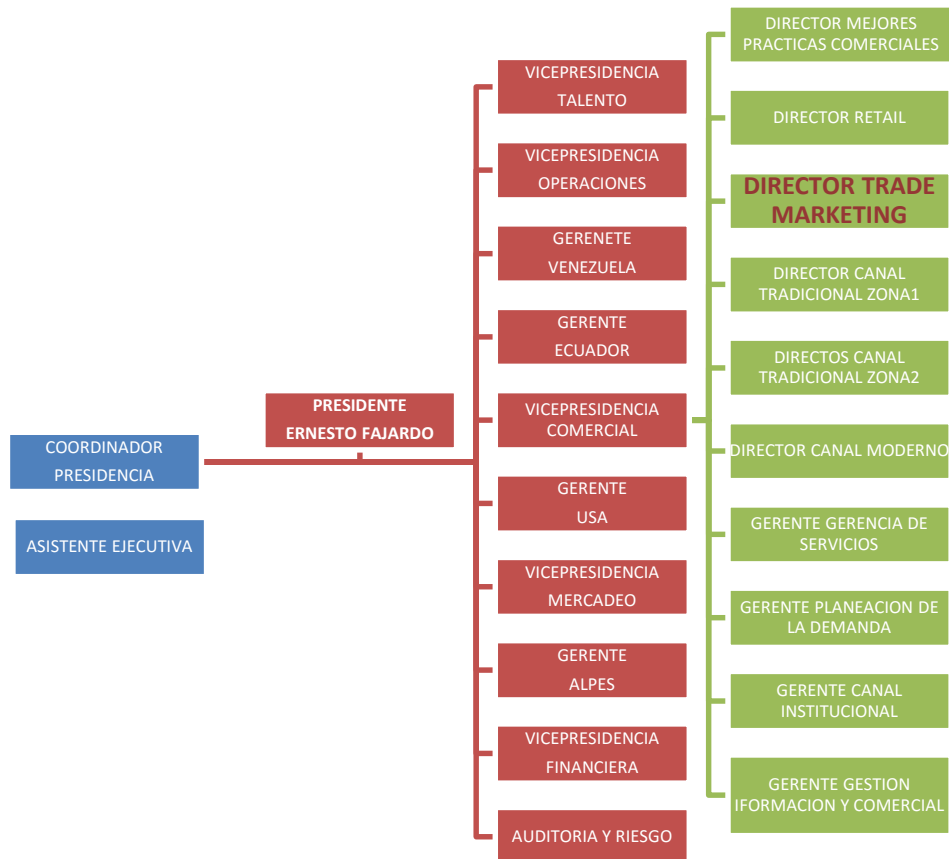 COORDINADOR
PRESIDENCIA
ASISTENTE EJECUTIVA
PRESIDENTE
ERNESTO FAJARDO
VICEPRESIDENCIA
TALENTO
VICEPRESIDENCIA
OPERACIONES
GERENETE
VENEZUELA
GERENTE
ECUADOR
VICEPRESIDENCIA
COMERCIAL
GERENTE
USA
VICEPRESIDENCIA
MERCADEO
GERENTE
ALPES
VICEPRESIDENCIA
FINANCIERA
AUDITORIA Y RIESGO
DIRECTOR MEJORES
PRACTICAS COMERCIALES
DIRECTOR RETAIL
DIRECTOR TRADE
MARKETING
DIRECTOR CANAL
TRADICIONAL ZONA1
DIRECTOS CANAL
TRADICIONAL ZONA2
DIRECTOR CANAL MODERNO
GERENTE GERENCIA DE
SERVICIOS
GERENTE PLANEACION DE
LA DEMANDA
GERENTE CANAL
INSTITUCIONAL
GERENTE GESTION
IFORMACION Y COMERCIAL